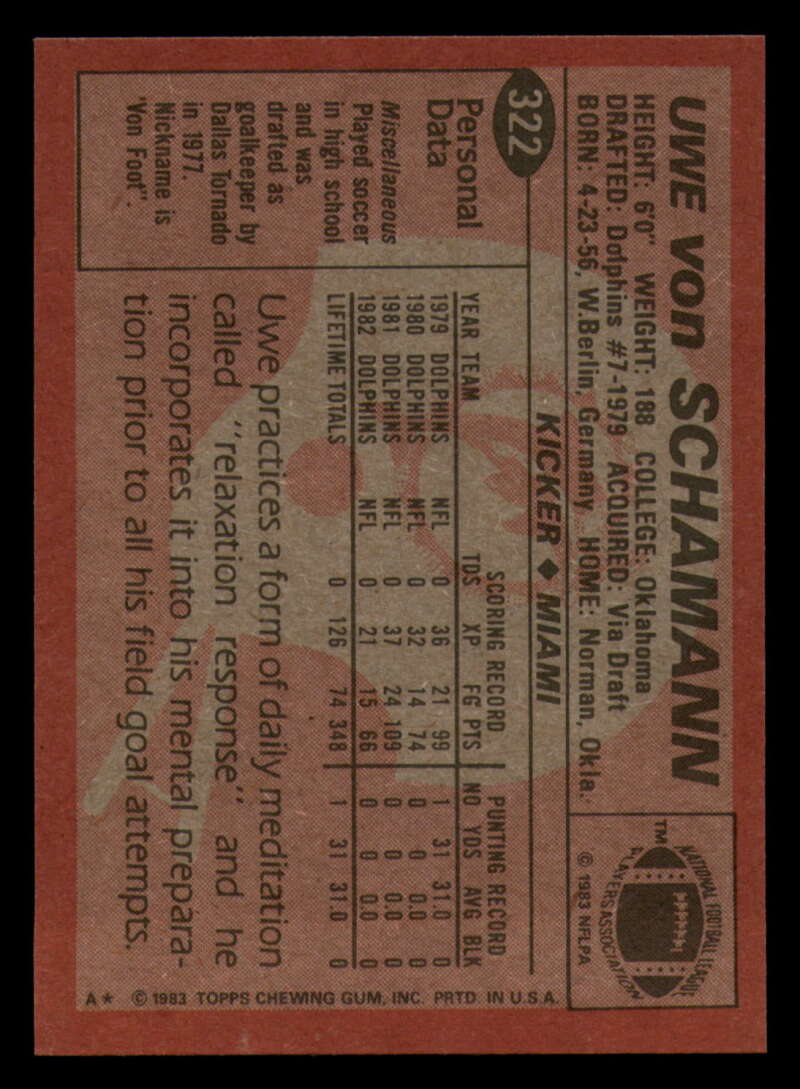 UWE von SCHAMANN
HEIGHT: 6'0" WEIGHT: 188 COLLEGE: Oklahoma
DRAFTED: Dolphins #7-1979 ACQUIRED: Via Draft
BORN: 4-23-56, W.Berlin, Germany HOME: Norman, Okla.
NATIONAL FOOTBALL LEAGUE
PLAYERS ASSOCIATION
TM
© 1983 NFLPA
322
KICKER ♦ MIAMI
Personal
Data
Miscellaneous
Played soccer
in high school
and was
drafted as
goalkeeper by
Dallas Tornado
in 1977.
Nickname is
'Von Foot".
SCORING RECORD PUNTING RECORD
YEAR TEAM TDS XP FG PTS NO YDS AVG BLK
1979 DOLPHINS NFL 0 36 21 99 1 31 31.0 0
1980 DOLPHINS NFL 0 32 14 74 0 0 0.0 0
1981 DOLPHINS NFL 0 37 24 109 0 0 0.0 0
1982 DOLPHINS NFL 0 21 15 66 0 0 0.0 0
LIFETIME TOTALS 0 126 74 348 1 31 31.0 0
Uwe practices a form of daily meditation
called "relaxation response" and he
incorporates it into his mental prepara-
tion prior to all his field goal attempts.
A★ © 1983 TOPPS CHEWING GUM, INC. PRTD. IN U.S.A.